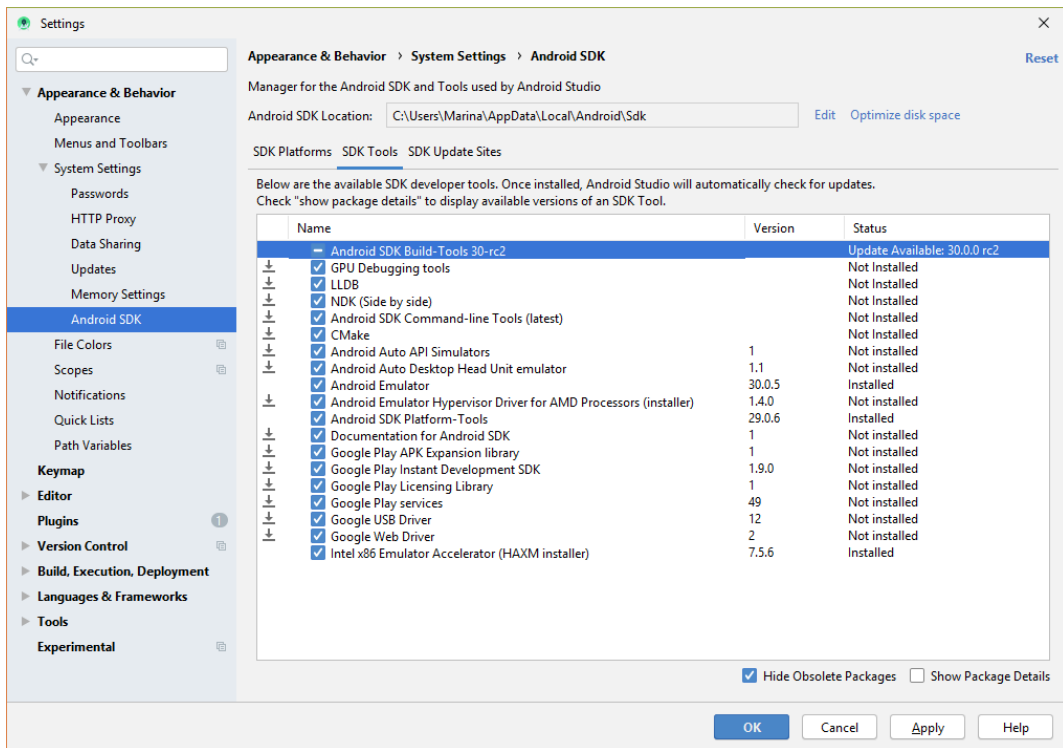 Settings
Appearance & Behavior
Appearance
Menus and Toolbars
System Settings
Passwords
HTTP Proxy
Data Sharing
Updates
Memory Settings
Android SDK
File Colors
Scopes
Notifications
Quick Lists
Path Variables
Keymap
Editor
Plugins 1
Version Control
Build, Execution, Deployment
Languages & Frameworks
Tools
Experimental
Appearance & Behavior › System Settings › Android SDK Reset
Manager for the Android SDK and Tools used by Android Studio
Android SDK Location: C:\Users\Marina\AppData\Local\Android\Sdk Edit Optimize disk space
SDK Platforms SDK Tools SDK Update Sites
Below are the available SDK developer tools. Once installed, Android Studio will automatically check for updates.
Check "show package details" to display available versions of an SDK Tool.
Name Version Status
Android SDK Build-Tools 30-rc2 Update Available: 30.0.0 rc2
GPU Debugging tools Not Installed
LLDB Not Installed
NDK (Side by side) Not Installed
Android SDK Command-line Tools (latest) Not Installed
CMake Not Installed
Android Auto API Simulators 1 Not installed
Android Auto Desktop Head Unit emulator 1.1 Not installed
Android Emulator 30.0.5 Installed
Android Emulator Hypervisor Driver for AMD Processors (installer) 1.4.0 Not installed
Android SDK Platform-Tools 29.0.6 Installed
Documentation for Android SDK 1 Not installed
Google Play APK Expansion library 1 Not installed
Google Play Instant Development SDK 1.9.0 Not installed
Google Play Licensing Library 1 Not installed
Google Play services 49 Not installed
Google USB Driver 12 Not installed
Google Web Driver 2 Not installed
Intel x86 Emulator Accelerator (HAXM installer) 7.5.6 Installed
Hide Obsolete Packages Show Package Details
OK Cancel Apply Help